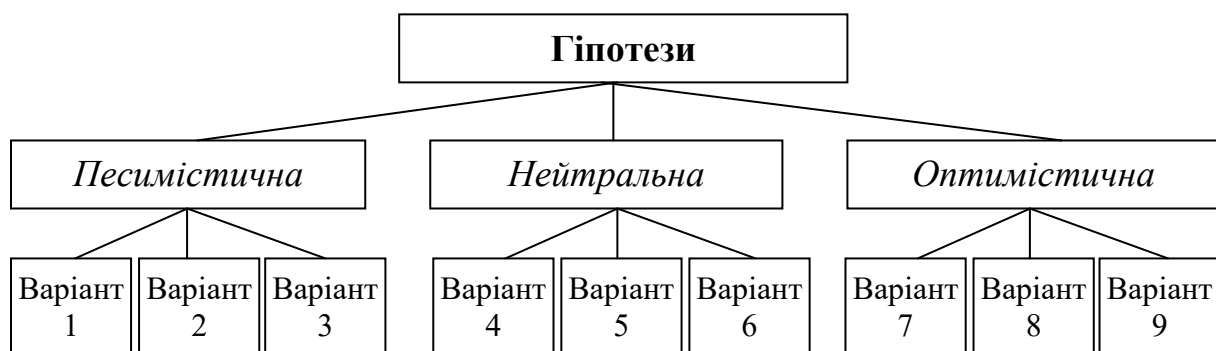 Гіпотези
Песимістична
Нейтральна
Оптимістична
Варіант
1
Варіант
2
Варіант
3
Варіант
4
Варіант
5
Варіант
6
Варіант
7
Варіант
8
Варіант
9